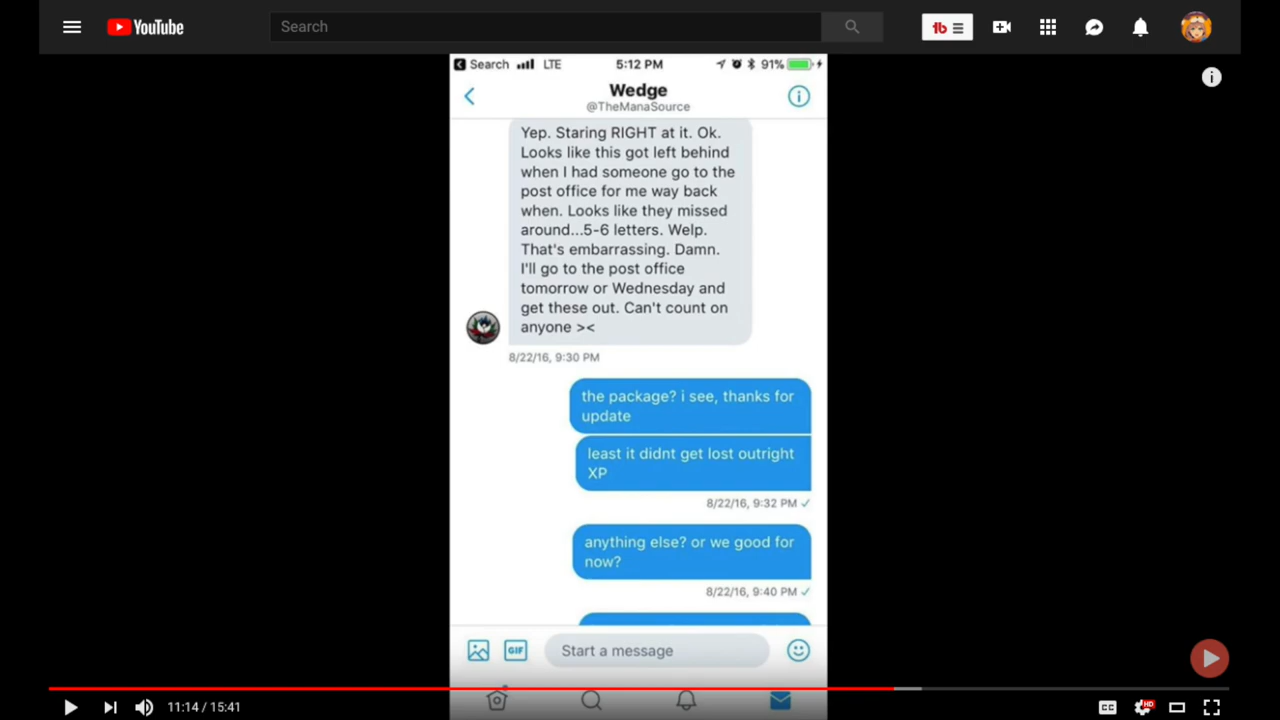 YouTube
Search
Search LTE 5:12 PM 91%
Wedge
@TheManaSource
Yep. Staring RIGHT at it. Ok.
Looks like this got left behind
when I had someone go to the
post office for me way back
when. Looks like they missed
around...5-6 letters. Welp.
That's embarrassing. Damn.
I'll go to the post office
tomorrow or Wednesday and
get these out. Can't count on
anyone ><
8/22/16, 9:30 PM
the package? i see, thanks for
update
least it didnt get lost outright
XP
8/22/16, 9:32 PM
anything else? or we good for
now?
8/22/16, 9:40 PM
GIF
Start a message
11:14 / 15:41
CC
HD